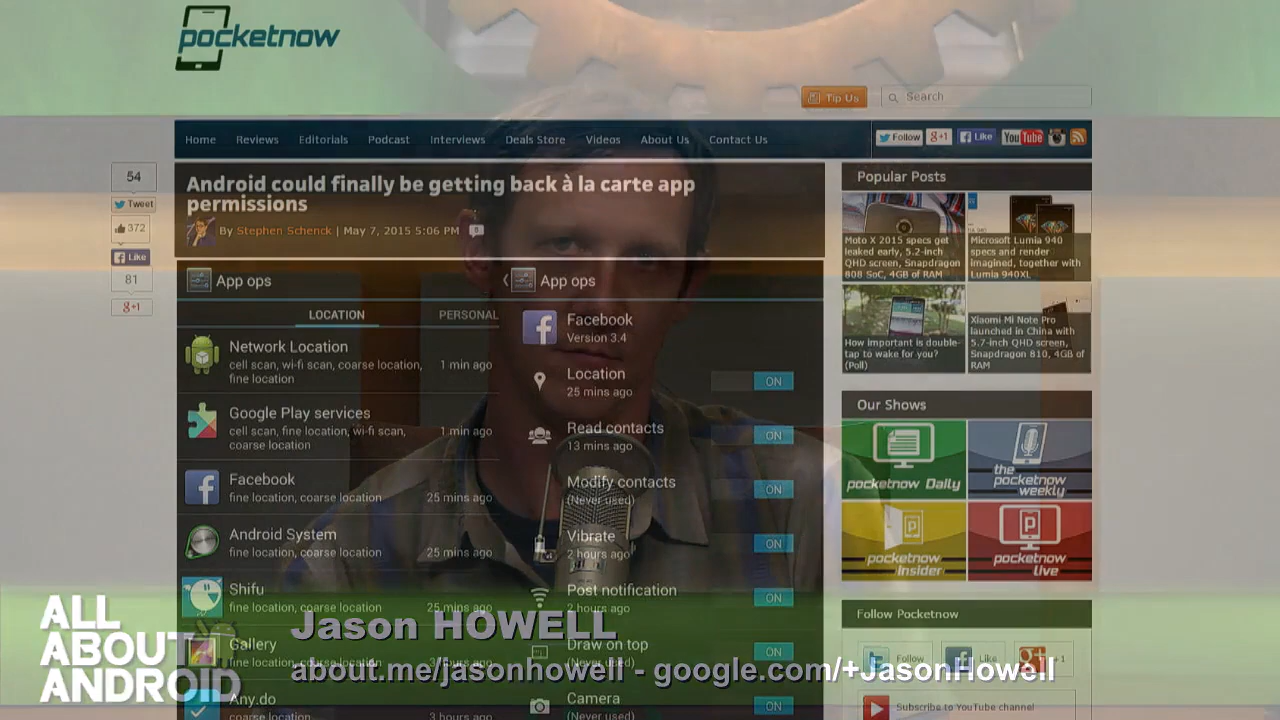 pocketnow
Tip Us
Search
Home Reviews Editorials Podcast Interviews Deals Store Videos About Us Contact Us
Follow
+1
Like
You Tube
54
Tweet
372
Like
81
g+1
Android could finally be getting back à la carte app
permissions
By Stephen Schenck | May 7, 2015 5:06 PM
App ops
LOCATION PERSONAL
Network Location
cell scan, wi-fi scan, coarse location,
fine location
1 min ago
Google Play services
cell scan, fine location, wi-fi scan,
coarse location
1 min ago
Facebook
fine location, coarse location
25 mins ago
Android System
fine location, coarse location
25 mins ago
Shifu
fine location, coarse location
25 mins ago
Gallery
fine location, coarse location
3 hours ago
Any.do
coarse location
3 hours ago
App ops
Facebook
Version 3.4
Location
25 mins ago
ON
Read contacts
13 mins ago
ON
Modify contacts
(Never used)
ON
Vibrate
2 hours ago
ON
Post notification
2 hours ago
ON
Draw on top
(Never used)
ON
Camera
(Never used)
ON
Popular Posts
Moto X 2015 specs get
leaked early, 5.2-inch
QHD screen, Snapdragon
808 SoC, 4GB of RAM
Microsoft Lumia 940
specs and render
imagined, together with
Lumia 940XL
How important is double-
tap to wake for you?
(Poll)
Xiaomi Mi Note Pro
launched in China with
5.7-inch QHD screen,
Snapdragon 810, 4GB of
RAM
Our Shows
pocketnow Daily
the
pocketnow
weekly
pocketnow
insider
pocketnow
live
Follow Pocketnow
Follow
Like
+1
Subscribe to YouTube channel
ALL
ABOUT
ANDROID
Jason HOWELL
about.me/jasonhowell - google.com/+JasonHowell